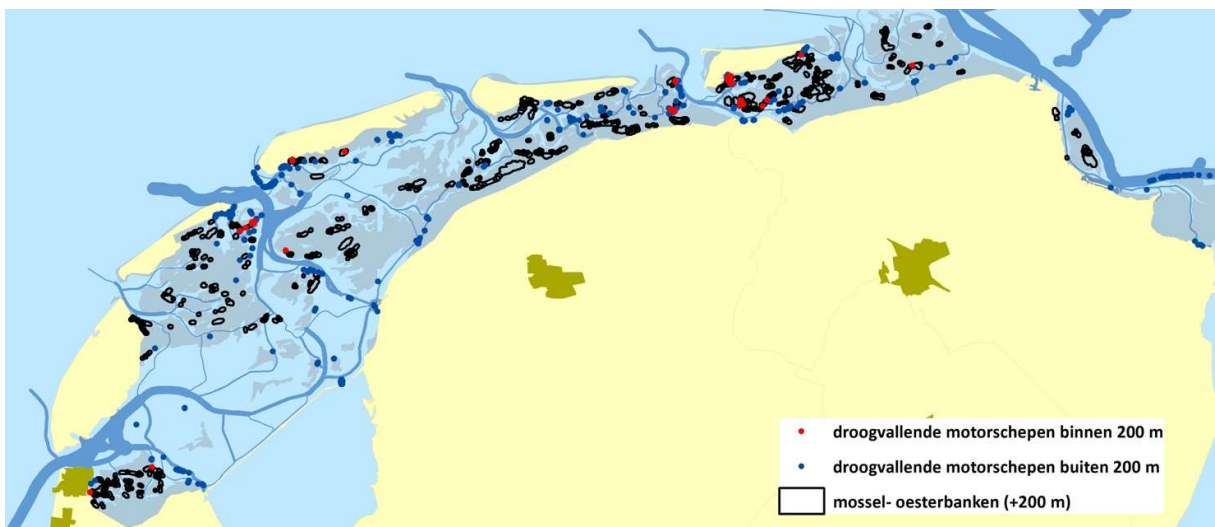 droogvallende motorschepen binnen 200 m
droogvallende motorschepen buiten 200 m
mossel- oesterbanken (+200 m)